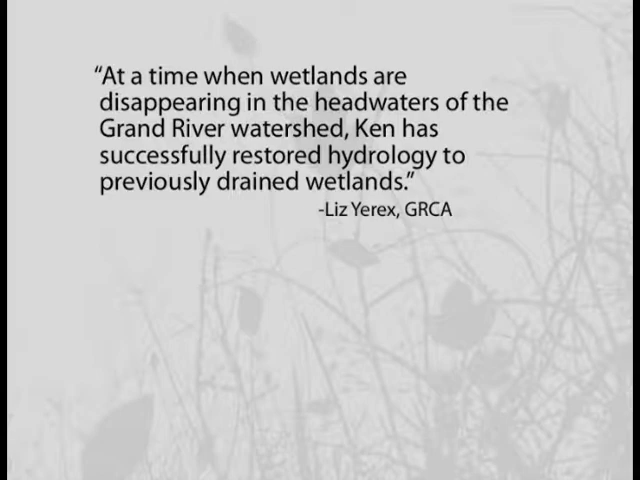 “At a time when wetlands are
disappearing in the headwaters of the
Grand River watershed, Ken has
successfully restored hydrology to
previously drained wetlands.”
-Liz Yerex, GRCA